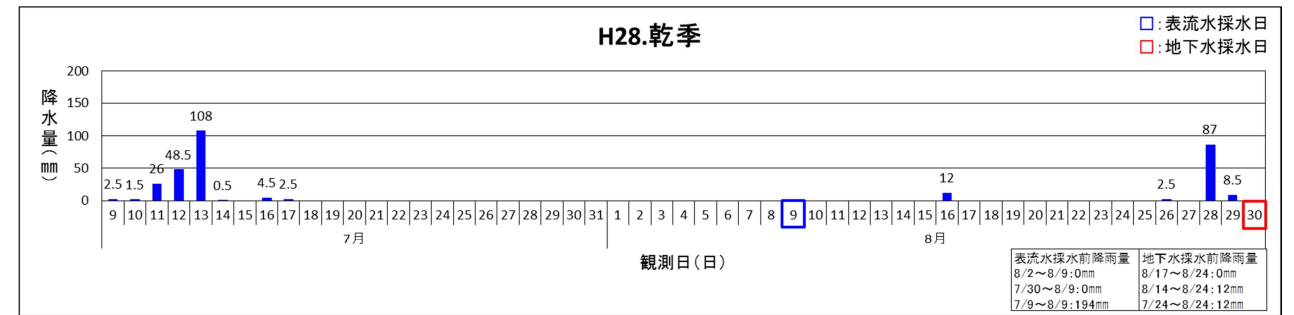 H28.乾季
□:表流水採水日
□:地下水採水日
降水量(㎜)
200
150
100
50
0
2.5 1.5 26 48.5 108 0.5 4.5 2.5 12 2.5 87 8.5
9 10 11 12 13 14 15 16 17 18 19 20 21 22 23 24 25 26 27 28 29 30 31 1 2 3 4 5 6 7 8 9 10 11 12 13 14 15 16 17 18 19 20 21 22 23 24 25 26 27 28 29 30
7月 8月
観測日(日)
表流水採水前降雨量
8/2～8/9:0㎜
7/30～8/9:0㎜
7/9～8/9:194㎜
地下水採水前降雨量
8/17～8/24:0㎜
8/14～8/24:12㎜
7/24～8/24:12㎜